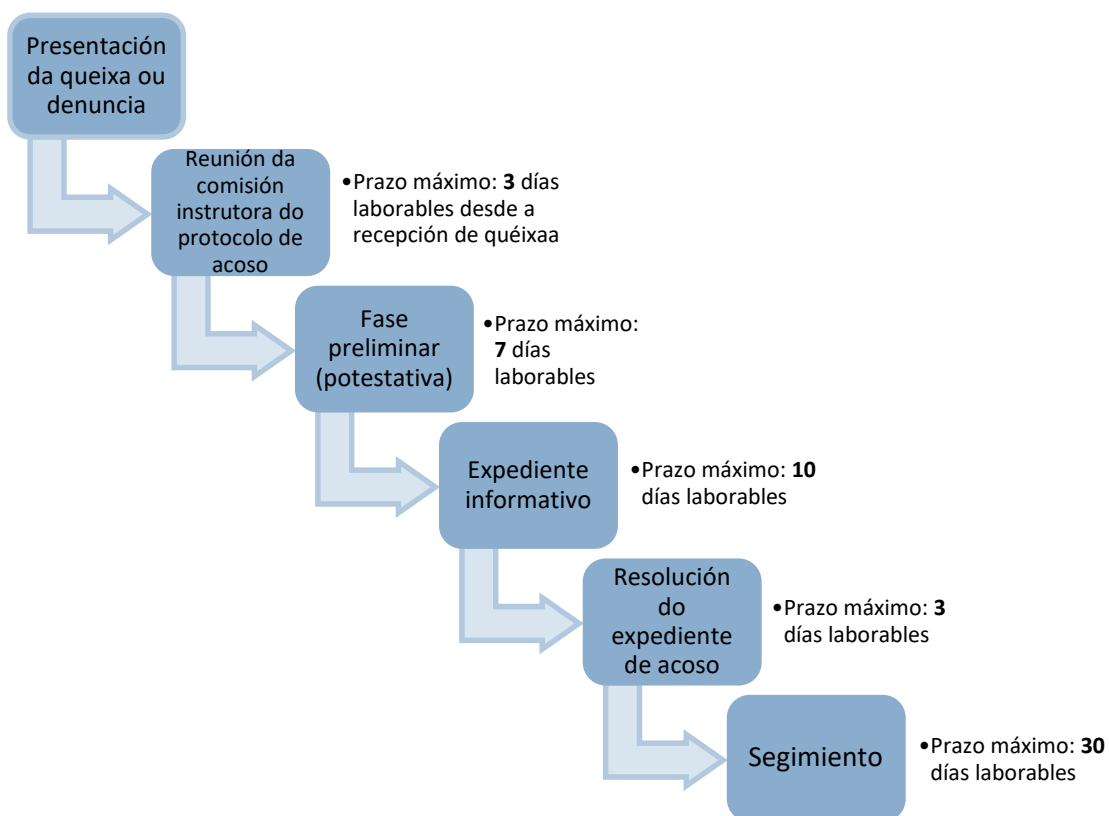 Presentación
da queixa ou
denuncia
Reunión da
comisión
instrutora do
protocolo de
acoso
•Prazo máximo: 3 días
laborables desde a
recepción de quéixaa
Fase
preliminar
(potestativa)
•Prazo máximo:
7 días
laborables
Expediente
informativo
•Prazo máximo: 10
días laborables
Resolución
do
expediente
de acoso
•Prazo máximo: 3
días laborables
Segimiento
•Prazo máximo: 30
días laborables